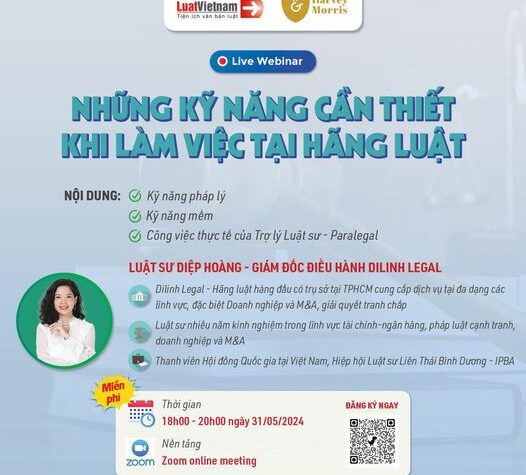 LuatVietnam
Tiện ích văn bản luật
&
Harvey
Morris
Live Webinar
NHỮNG KỸ NĂNG CẦN THIẾT
KHI LÀM VIỆC TẠI HÃNG LUẬT
NỘI DUNG:
Kỹ năng pháp lý
Kỹ năng mềm
Công việc thực tế của Trợ lý Luật sư - Paralegal
LUẬT SƯ DIỆP HOÀNG - GIÁM ĐỐC ĐIỀU HÀNH DILINH LEGAL
Dilinh Legal - Hãng luật hàng đầu có trụ sở tại TPHCM cung cấp dịch vụ tại đa dạng các
lĩnh vực, đặc biệt Doanh nghiệp và M&A, giải quyết tranh chấp
Luật sư nhiều năm kinh nghiệm trong lĩnh vực tài chính-ngân hàng, pháp luật cạnh tranh,
doanh nghiệp và M&A
Thành viên Hội đồng Quốc gia tại Việt Nam, Hiệp hội Luật sư Liên Thái Bình Dương - IPBA
Miễn
phí
Thời gian
18h00 - 20h00 ngày 31/05/2024
Nền tảng
zoom
Zoom online meeting
ĐĂNG KÝ NGAY